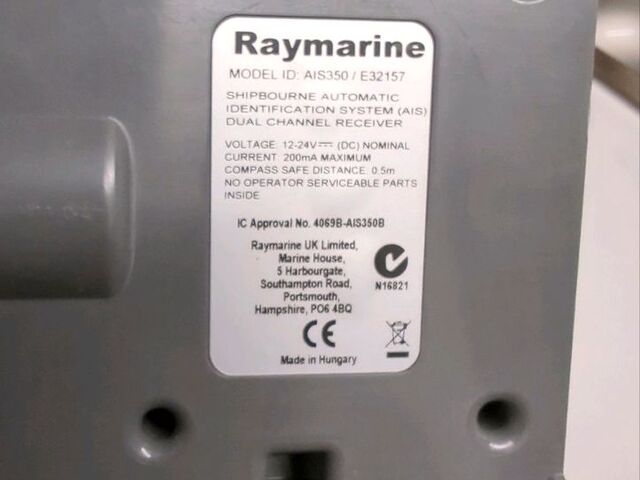 Raymarine
MODEL ID: AIS350 / E32157
SHIPBOURNE AUTOMATIC
IDENTIFICATION SYSTEM (AIS)
DUAL CHANNEL RECEIVER
VOLTAGE: 12-24V (DC) NOMINAL
CURRENT: 200mA MAXIMUM
COMPASS SAFE DISTANCE: 0.5m
NO OPERATOR SERVICEABLE PARTS
INSIDE
IC Approval No. 4069B-AIS350B
Raymarine UK Limited,
Marine House,
5 Harbourgate,
Southampton Road,
Portsmouth,
Hampshire, PO6 4BQ
N16821
CE
Made in Hungary